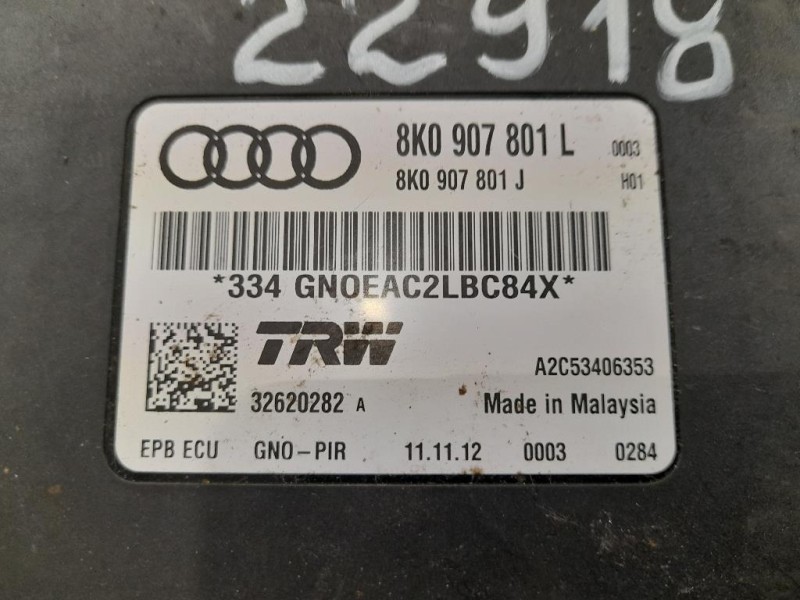 22918
8K0 907 801 L 0003
8K0 907 801 J H01
*334 GNOEAC2LBC84X*
TRW
A2C53406353
32620282 A Made in Malaysia
EPB ECU GNO-PIR 11.11.12 0003 0284